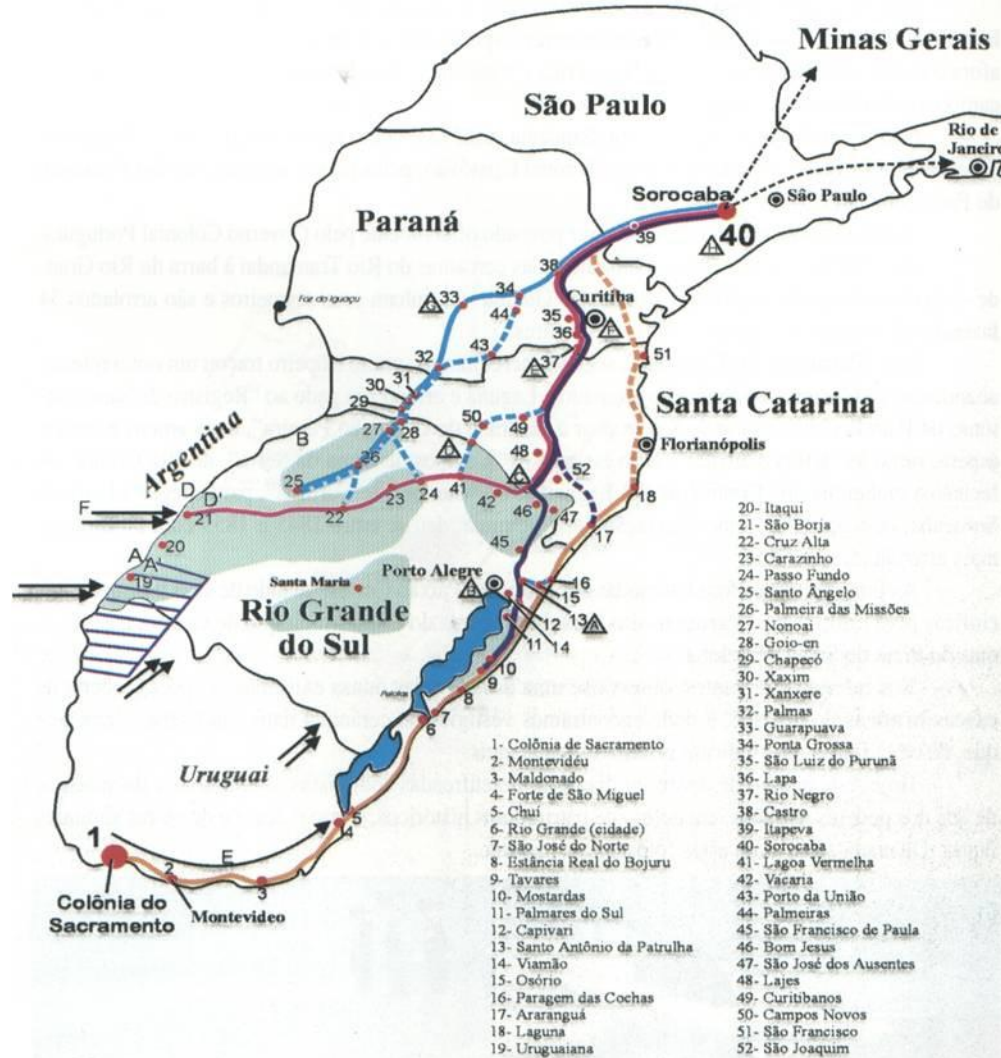 Minas Gerais
São Paulo
Rio de
Janeiro
Sorocaba
São Paulo
Paraná
40
39
38
Foz do Iguaçu
33
34
44
Curitiba
35
36
43
51
32
37
31
30
29
Santa Catarina
Argentina
50
49
B
27
28
Florianópolis
48
26
52
25
F
D
D'
23
24
41
42
18
21
22
46
47
17
20
45
A
A'
19
Santa Maria
Porto Alegre
16
15
Rio Grande
do Sul
12
13
11
14
10
9
8
6
Uruguai
5
4
1
E
2
3
Colônia do
Sacramento
Montevideo
1- Colônia de Sacramento
2- Montevidéu
3- Maldonado
4- Forte de São Miguel
5- Chuí
6- Rio Grande (cidade)
7- São José do Norte
8- Estância Real do Bojuru
9- Tavares
10- Mostardas
11- Palmares do Sul
12- Capivari
13- Santo Antônio da Patrulha
14- Viamão
15- Osório
16- Paragem das Cochas
17- Araranguá
18- Laguna
19- Uruguaiana
20- Itaqui
21- São Borja
22- Cruz Alta
23- Carazinho
24- Passo Fundo
25- Santo Ângelo
26- Palmeira das Missões
27- Nonoai
28- Goio-en
29- Chapecó
30- Xaxim
31- Xanxerê
32- Palmas
33- Guarapuava
34- Ponta Grossa
35- São Luiz do Purunã
36- Lapa
37- Rio Negro
38- Castro
39- Itapeva
40- Sorocaba
41- Lagoa Vermelha
42- Vacaria
43- Porto da União
44- Palmeiras
45- São Francisco de Paula
46- Bom Jesus
47- São José dos Ausentes
48- Lajes
49- Curitibanos
50- Campos Novos
51- São Francisco
52- São Joaquim